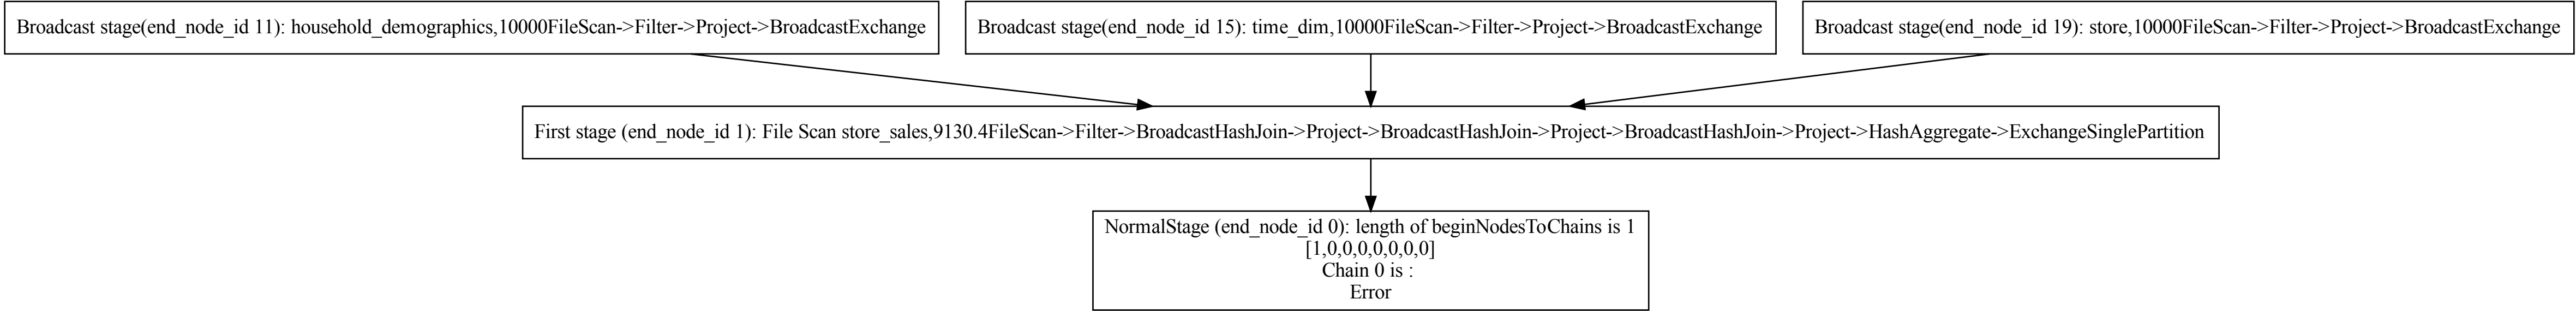 Broadcast stage(end_node_id 11): household_demographics,10000FileScan->Filter->Project->BroadcastExchange
Broadcast stage(end_node_id 15): time_dim,10000FileScan->Filter->Project->BroadcastExchange
Broadcast stage(end_node_id 19): store,10000FileScan->Filter->Project->BroadcastExchange
First stage (end_node_id 1): File Scan store_sales,9130.4FileScan->Filter->BroadcastHashJoin->Project->BroadcastHashJoin->Project->BroadcastHashJoin->Project->HashAggregate->ExchangeSinglePartition
NormalStage (end_node_id 0): length of beginNodesToChains is 1
[1,0,0,0,0,0,0,0]
Chain 0 is :
Error